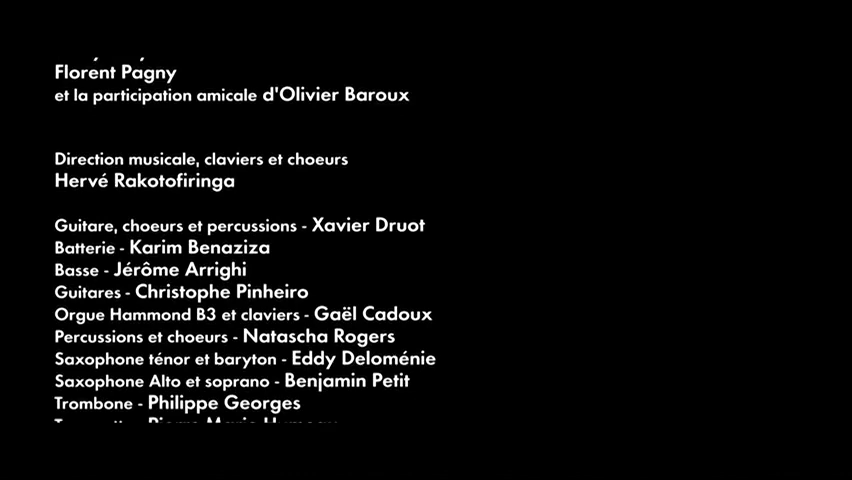 Florent Pagny
et la participation amicale d'Olivier Baroux
Direction musicale, claviers et choeurs
Hervé Rakotofiringa
Guitare, choeurs et percussions - Xavier Druot
Batterie - Karim Benaziza
Basse - Jérôme Arrighi
Guitares - Christophe Pinheiro
Orgue Hammond B3 et claviers - Gaël Cadoux
Percussions et choeurs - Natascha Rogers
Saxophone ténor et baryton - Eddy Deloménie
Saxophone Alto et soprano - Benjamin Petit
Trombone - Philippe Georges